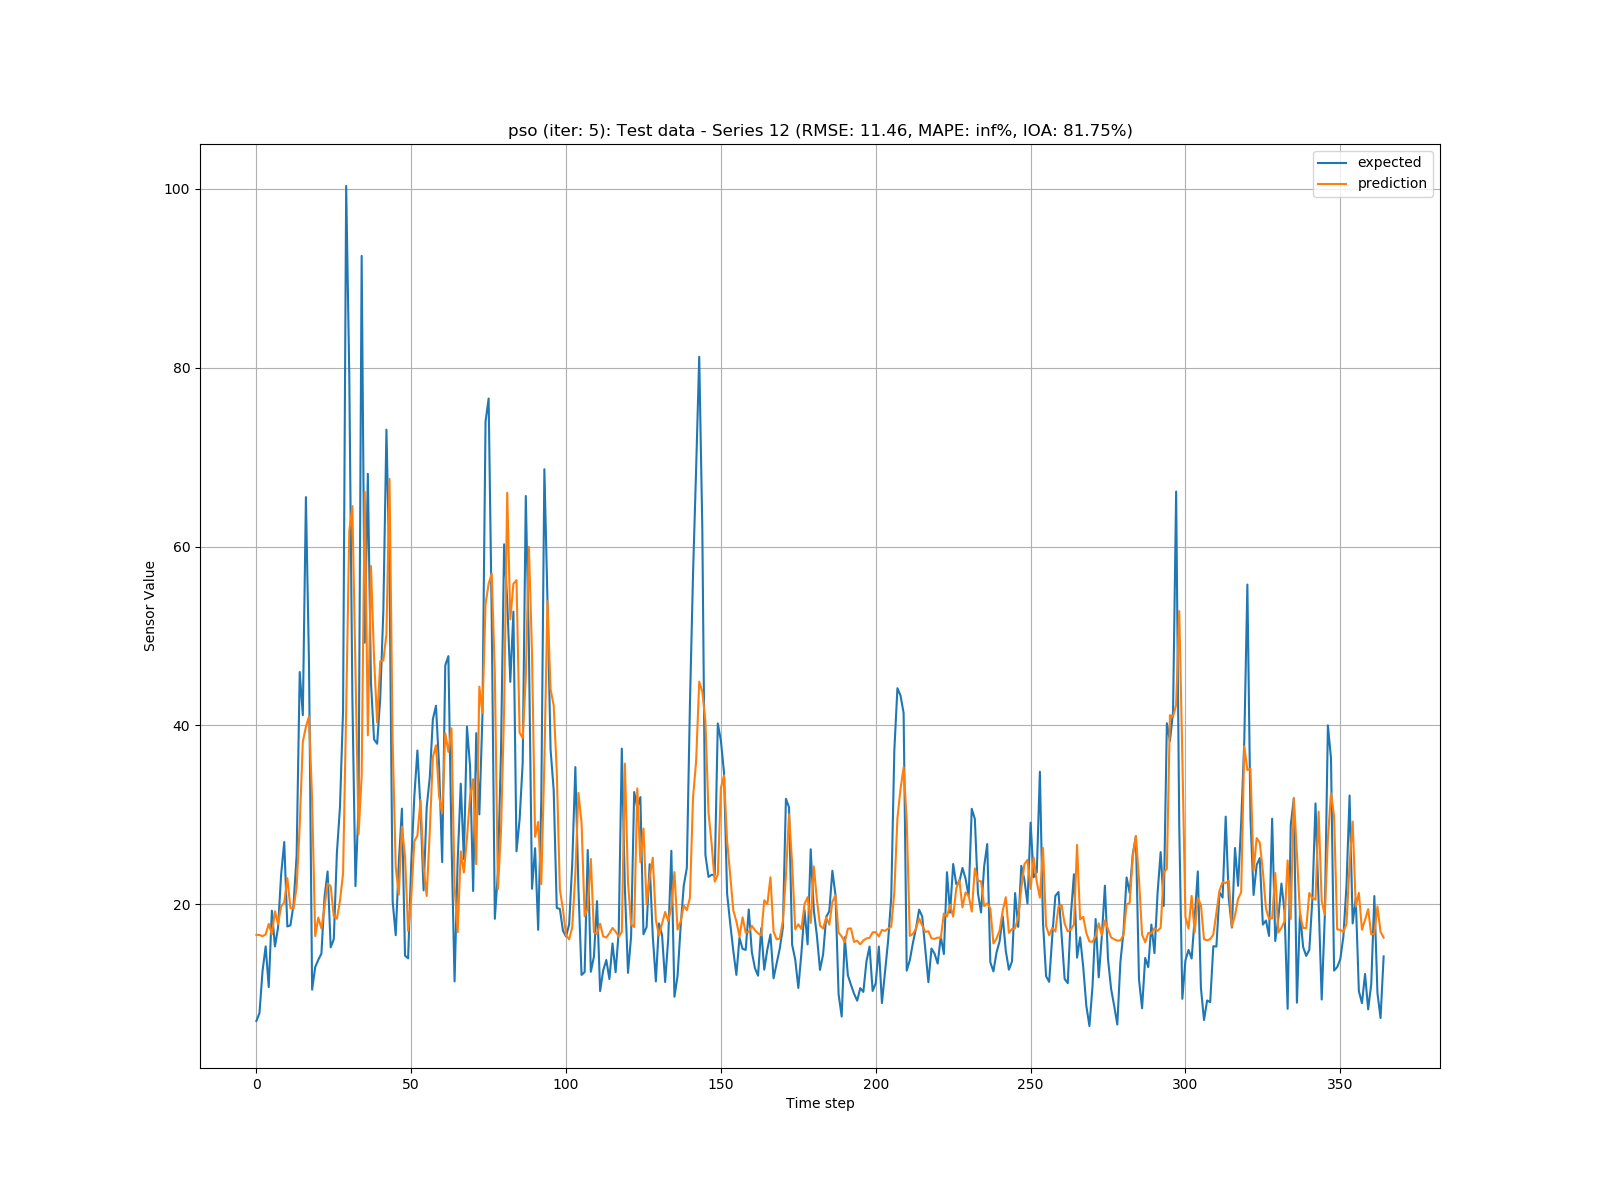 pso (iter: 5): Test data - Series 12 (RMSE: 11.46, MAPE: inf%, IOA: 81.75%)
expected
prediction
100
80
60
40
20
Sensor Value
0 50 100 150 200 250 300 350
Time step